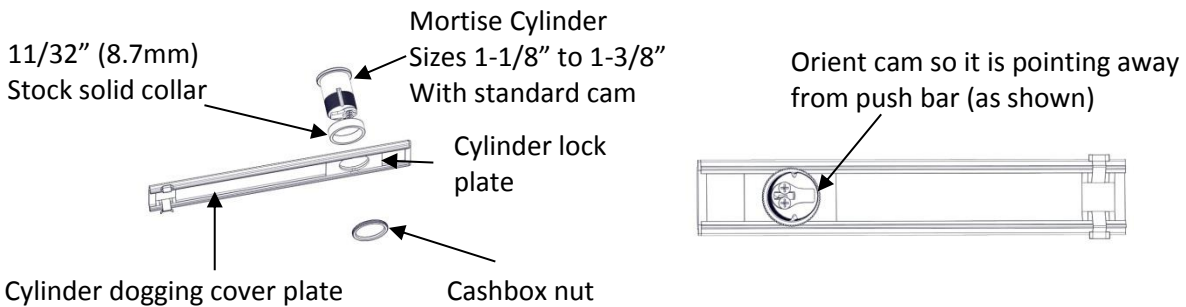 Mortise Cylinder
Sizes 1-1/8” to 1-3/8”
With standard cam
11/32” (8.7mm)
Stock solid collar
Cylinder lock
plate
Cylinder dogging cover plate
Cashbox nut
Orient cam so it is pointing away
from push bar (as shown)